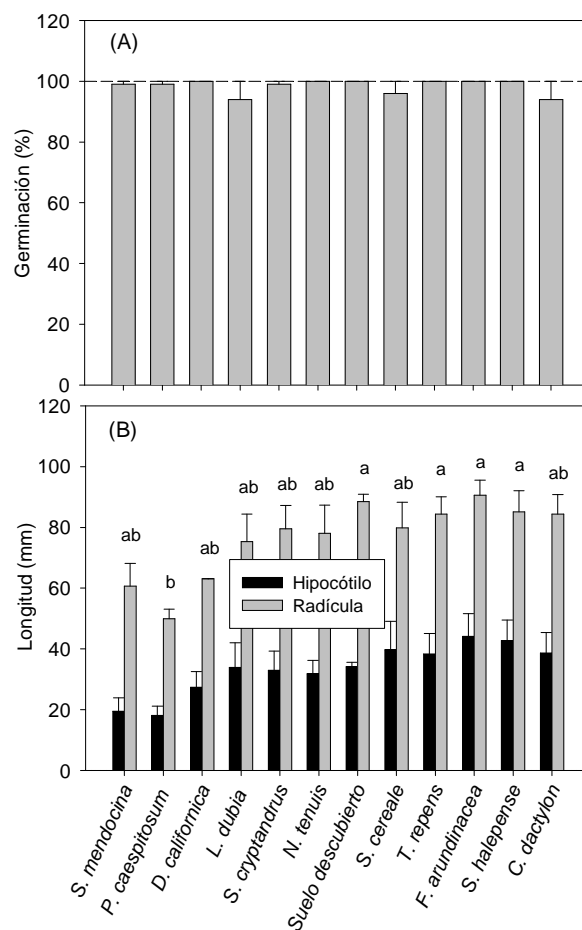 120
(A)
100
80
60
40
20
0
Germinación (%)
120
(B)
100
80
60
40
20
0
Longitud (mm)
ab
b
ab
ab
ab
ab
a
ab
a
a
a
ab
Hipocótilo
Radícula
S. mendocina
P. caespitosum
D. californica
L. dubia
S. cryptandrus
N. tenuis
Suelo descubierto
S. cereale
T. repens
F. arundinacea
S. halepense
C. dactylon